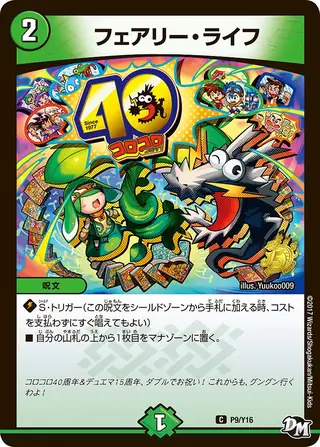 2
フェアリー・ライフ
Since
1977
40
コロコロ
illus. Yuukoo009
呪文
S・トリガー(この呪文をシールドゾーンから手札に加える時、コスト
を支払わずにすぐ唱えてもよい)
■自分の山札の上から1枚目をマナゾーンに置く。
コロコロ40周年&デュエマ15周年、ダブルでお祝い!これからも、グングン行く
わよ!
©2017 Wizards/Shogakukan/Mitsui-Kids
1
C P9/Y16
DM